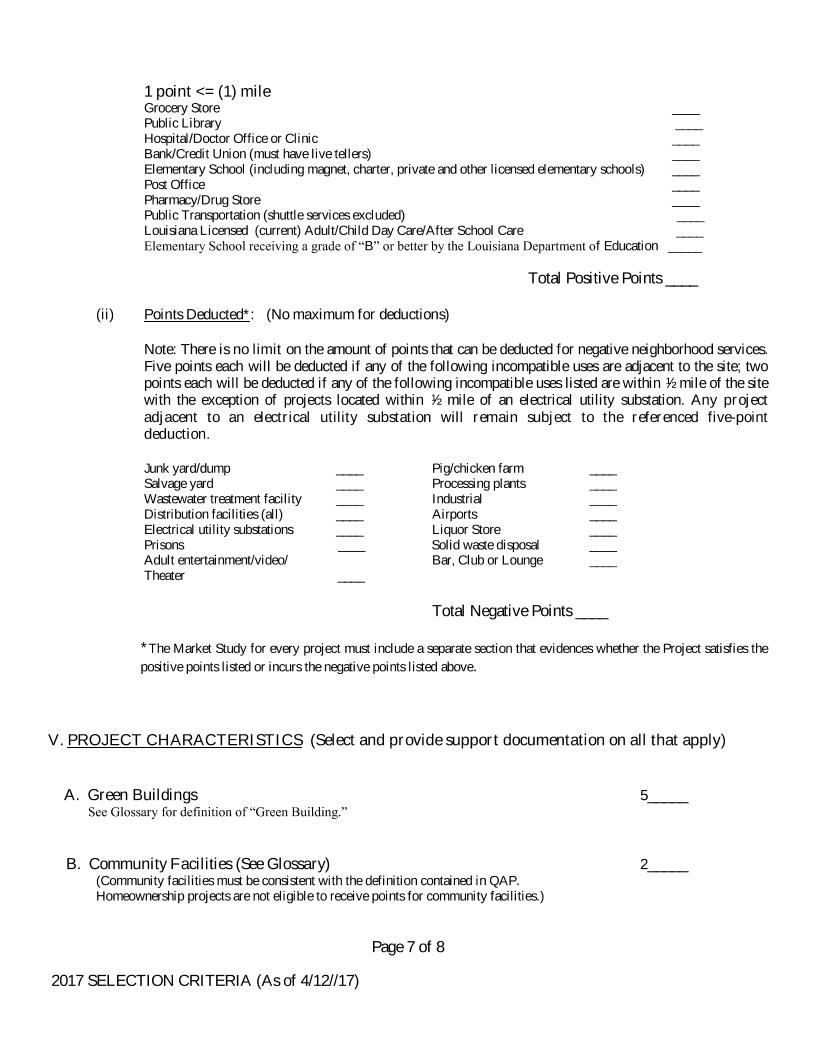 1 point <= (1) mile
Grocery Store ____
Public Library ____
Hospital/Doctor Office or Clinic ____
Bank/Credit Union (must have live tellers) ____
Elementary School (including magnet, charter, private and other licensed elementary schools) ____
Post Office ____
Pharmacy/Drug Store ____
Public Transportation (shuttle services excluded) ____
Louisiana Licensed (current) Adult/Child Day Care/After School Care ____
Elementary School receiving a grade of “B” or better by the Louisiana Department of Education _____
Total Positive Points ____
(ii) Points Deducted*: (No maximum for deductions)
Note: There is no limit on the amount of points that can be deducted for negative neighborhood services.
Five points each will be deducted if any of the following incompatible uses are adjacent to the site; two
points each will be deducted if any of the following incompatible uses listed are within ½ mile of the site
with the exception of projects located within ½ mile of an electrical utility substation. Any project
adjacent to an electrical utility substation will remain subject to the referenced five-point
deduction.
Junk yard/dump ____ Pig/chicken farm ____
Salvage yard ____ Processing plants ____
Wastewater treatment facility ____ Industrial ____
Distribution facilities (all) ____ Airports ____
Electrical utility substations ____ Liquor Store ____
Prisons ____ Solid waste disposal ____
Adult entertainment/video/ Bar, Club or Lounge ____
Theater ____
Total Negative Points ____
* The Market Study for every project must include a separate section that evidences whether the Project satisfies the
positive points listed or incurs the negative points listed above.
V. PROJECT CHARACTERISTICS (Select and provide support documentation on all that apply)
A. Green Buildings 5_____
See Glossary for definition of “Green Building.”
B. Community Facilities (See Glossary) 2_____
(Community facilities must be consistent with the definition contained in QAP.
Homeownership projects are not eligible to receive points for community facilities.)
Page 7 of 8
2017 SELECTION CRITERIA (As of 4/12//17)